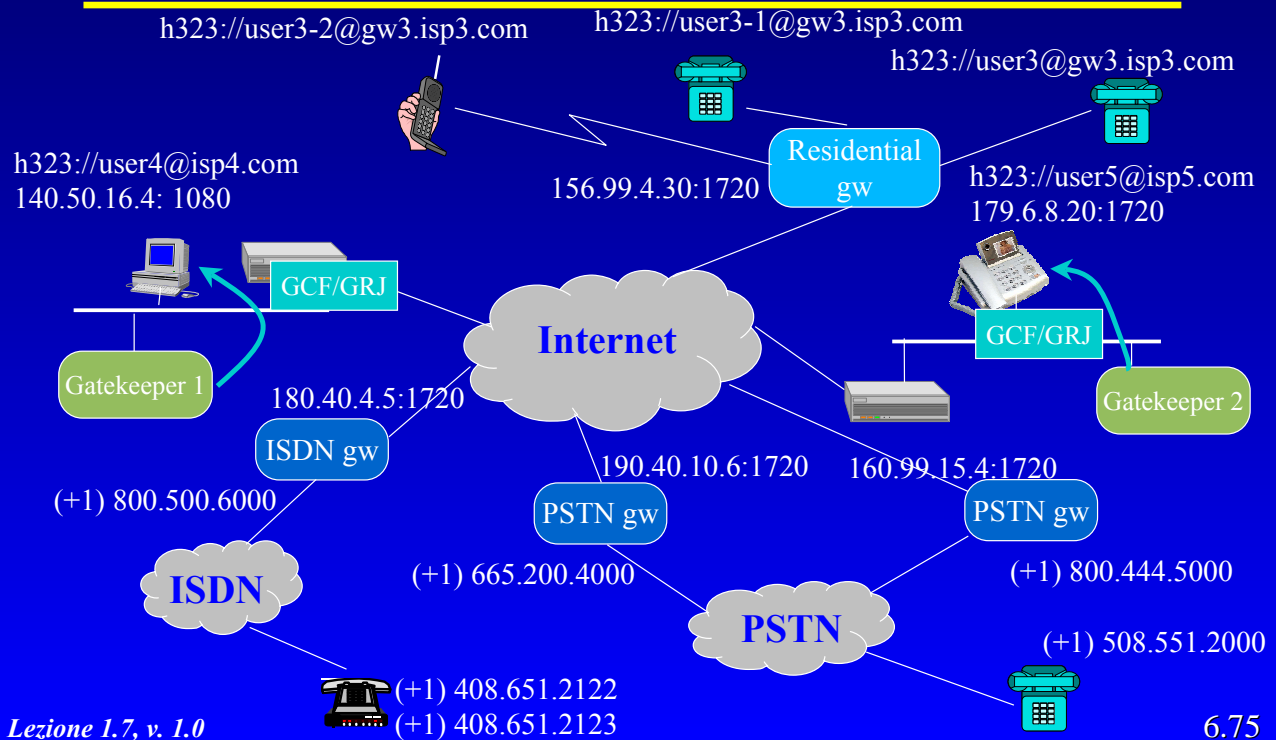 h323://user3-2@gw3.isp3.com
h323://user3-1@gw3.isp3.com
h323://user3@gw3.isp3.com
h323://user4@isp4.com
140.50.16.4: 1080
156.99.4.30:1720
Residential
gw
h323://user5@isp5.com
179.6.8.20:1720
GCF/GRJ
Internet
GCF/GRJ
Gatekeeper 1
Gatekeeper 2
180.40.4.5:1720
ISDN gw
190.40.10.6:1720
160.99.15.4:1720
(+1) 800.500.6000
PSTN gw
PSTN gw
ISDN
(+1) 665.200.4000
(+1) 800.444.5000
PSTN
(+1) 508.551.2000
(+1) 408.651.2122
(+1) 408.651.2123
Lezione 1.7, v. 1.0
6.75